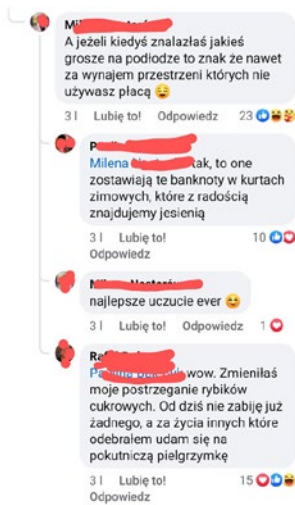 A jeżeli kiedyś znalazłaś jakieś
grosze na podłodze to znak że nawet
za wynajem przestrzeni których nie
używasz płacą
3 l Lubię to! Odpowiedz 23
Milena tak, to one
zostawiają te banknoty w kurtach
zimowych, które z radością
znajdujemy jesienią
3 l Lubię to! 10
Odpowiedz
najlepsze uczucie ever
3 l Lubię to! Odpowiedz 1
wow. Zmieniłaś
moje postrzeganie rybików
cukrowych. Od dziś nie zabiję już
żadnego, a za życia innych które
odebrałem udam się na
pokutniczą pielgrzymkę
3 l Lubię to! 15
Odpowiedz